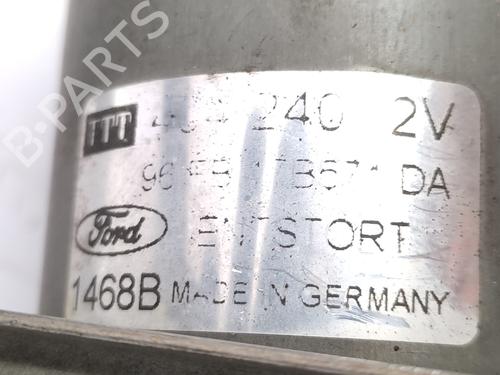 B-PARTS
ITT 240 2V
DA
Ford ENTSTORT
1468B MADE IN GERMANY